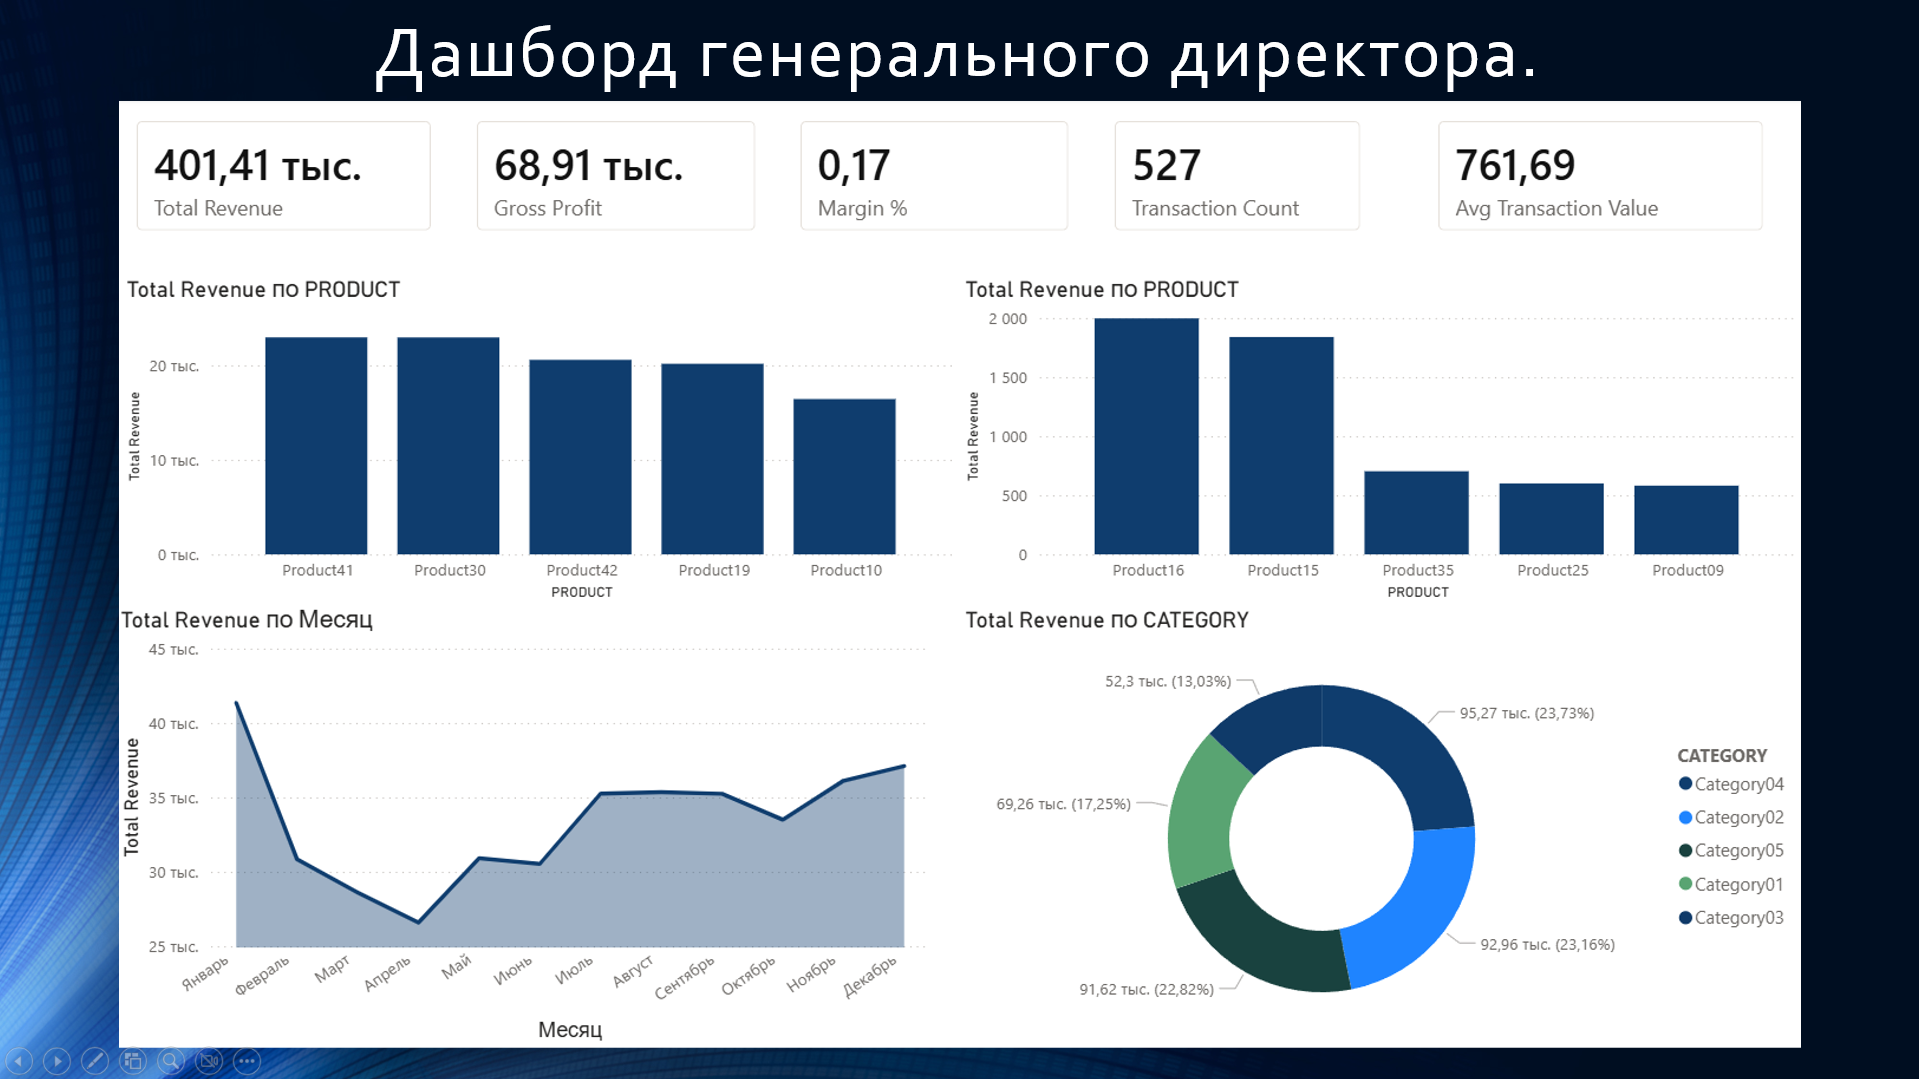 Дашборд генерального директора.
401,41 тыс.
Total Revenue
68,91 тыс.
Gross Profit
0,17
Margin %
527
Transaction Count
761,69
Avg Transaction Value
Total Revenue по PRODUCT
Total Revenue
20 тыс.
10 тыс.
0 тыс.
Product41
Product30
Product42
Product19
Product10
PRODUCT
Total Revenue по PRODUCT
Total Revenue
2 000
1 500
1 000
500
0
Product16
Product15
Product35
Product25
Product09
PRODUCT
Total Revenue по Месяц
Total Revenue
45 тыс.
40 тыс.
35 тыс.
30 тыс.
25 тыс.
Январь
Февраль
Март
Апрель
Май
Июнь
Июль
Август
Сентябрь
Октябрь
Ноябрь
Декабрь
Месяц
Total Revenue по CATEGORY
52,3 тыс. (13,03%)
95,27 тыс. (23,73%)
69,26 тыс. (17,25%)
92,96 тыс. (23,16%)
91,62 тыс. (22,82%)
CATEGORY
Category04
Category02
Category05
Category01
Category03